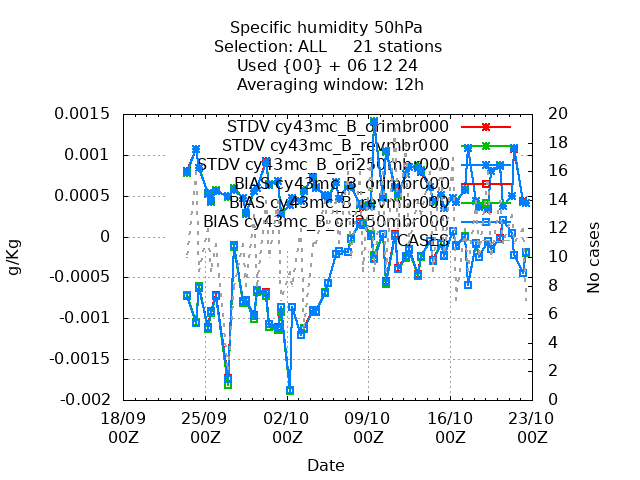 Specific humidity 50hPa
Selection: ALL     21 stations
Used {00} + 06 12 24
Averaging window: 12h
STDV cy43mc_B_orimbr000
STDV cy43mc_B_revmbr000
STDV cy43mc_B_ori250mbr000
BIAS cy43mc_B_orimbr000
BIAS cy43mc_B_revmbr000
BIAS cy43mc_B_ori250mbr000
CASES
0.0015
0.001
0.0005
0
-0.0005
-0.001
-0.0015
-0.002
g/Kg
20
18
16
14
12
10
8
6
4
2
0
No cases
18/09 25/09 02/10 09/10 16/10 23/10
00Z 00Z 00Z 00Z 00Z 00Z
Date